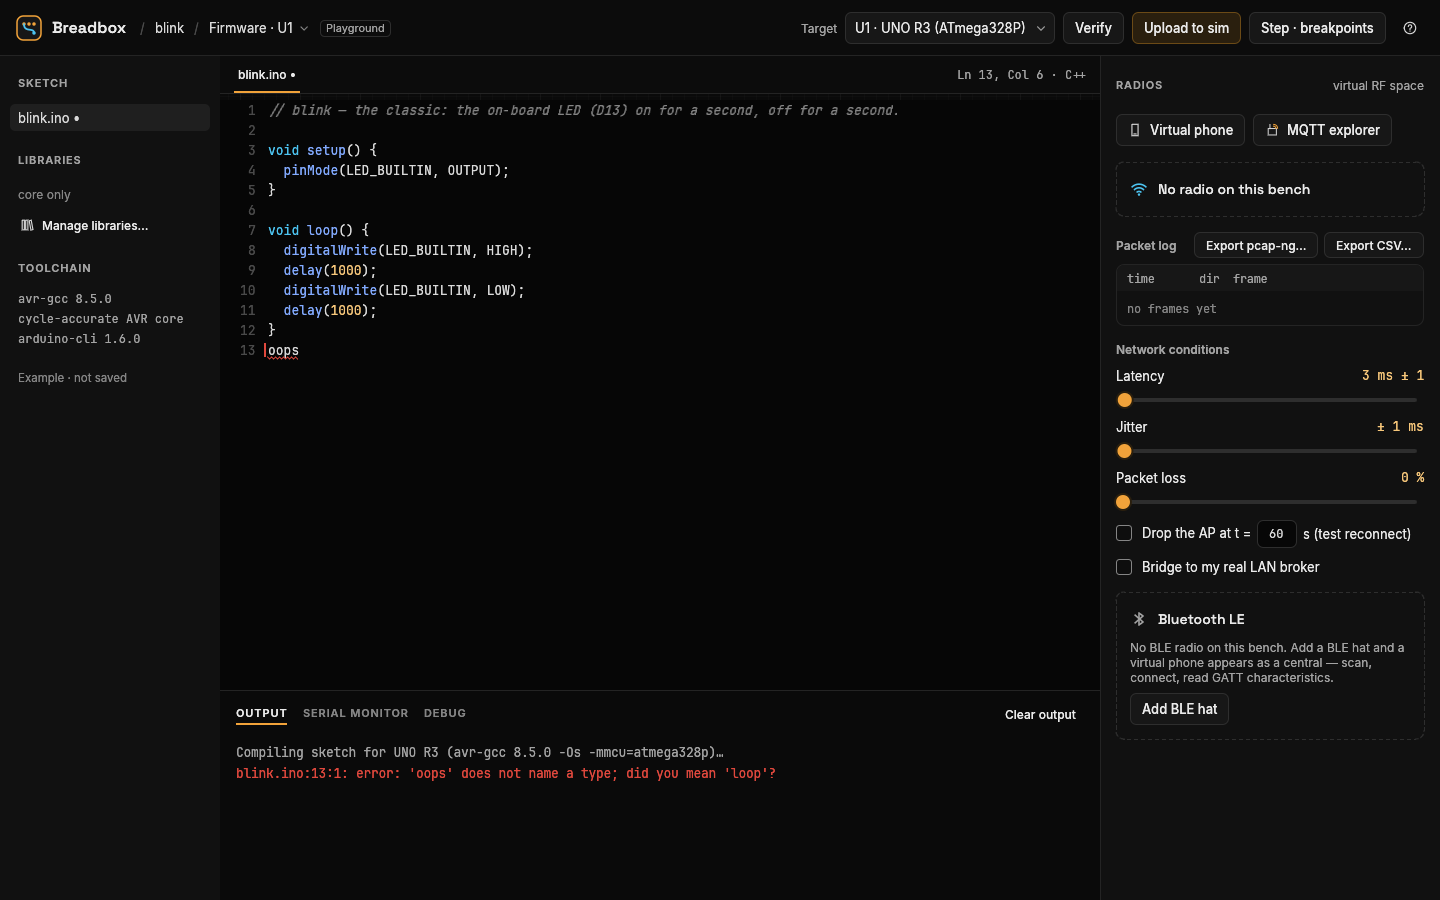 Breadbox / blink / Firmware · U1 Playground
Target U1 · UNO R3 (ATmega328P) Verify Upload to sim Step · breakpoints
SKETCH
blink.ino •
LIBRARIES
core only
Manage libraries...
TOOLCHAIN
avr-gcc 8.5.0
cycle-accurate AVR core
arduino-cli 1.6.0
Example · not saved
blink.ino •
Ln 13, Col 6 · C++
1 // blink — the classic: the on-board LED (D13) on for a second, off for a second.
2
3 void setup() {
4 pinMode(LED_BUILTIN, OUTPUT);
5 }
6
7 void loop() {
8 digitalWrite(LED_BUILTIN, HIGH);
9 delay(1000);
10 digitalWrite(LED_BUILTIN, LOW);
11 delay(1000);
12 }
13 oops
OUTPUT SERIAL MONITOR DEBUG
Clear output
Compiling sketch for UNO R3 (avr-gcc 8.5.0 -Os -mmcu=atmega328p)…
blink.ino:13:1: error: 'oops' does not name a type; did you mean 'loop'?
RADIOS virtual RF space
Virtual phone MQTT explorer
No radio on this bench
Packet log Export pcap-ng... Export CSV...
time dir frame
no frames yet
Network conditions
Latency 3 ms ± 1
Jitter ± 1 ms
Packet loss 0 %
Drop the AP at t = 60 s (test reconnect)
Bridge to my real LAN broker
Bluetooth LE
No BLE radio on this bench. Add a BLE hat and a
virtual phone appears as a central — scan,
connect, read GATT characteristics.
Add BLE hat